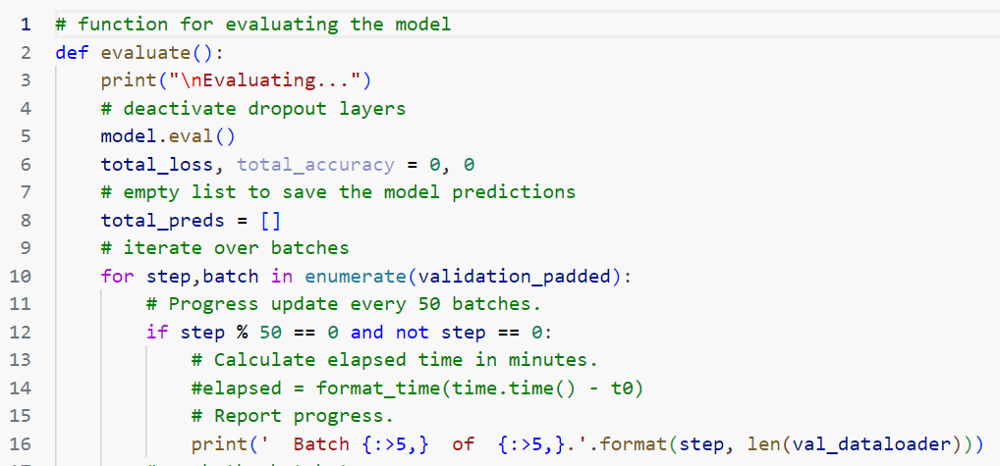 1 # function for evaluating the model
2 def evaluate():
3     print("\nEvaluating...")
4     # deactivate dropout layers
5     model.eval()
6     total_loss, total_accuracy = 0, 0
7     # empty list to save the model predictions
8     total_preds = []
9     # iterate over batches
10     for step,batch in enumerate(validation_padded):
11         # Progress update every 50 batches.
12         if step % 50 == 0 and not step == 0:
13             # Calculate elapsed time in minutes.
14             #elapsed = format_time(time.time() - t0)
15             # Report progress.
16             print('  Batch {:>5,}  of  {:>5,}.'.format(step, len(val_dataloader)))